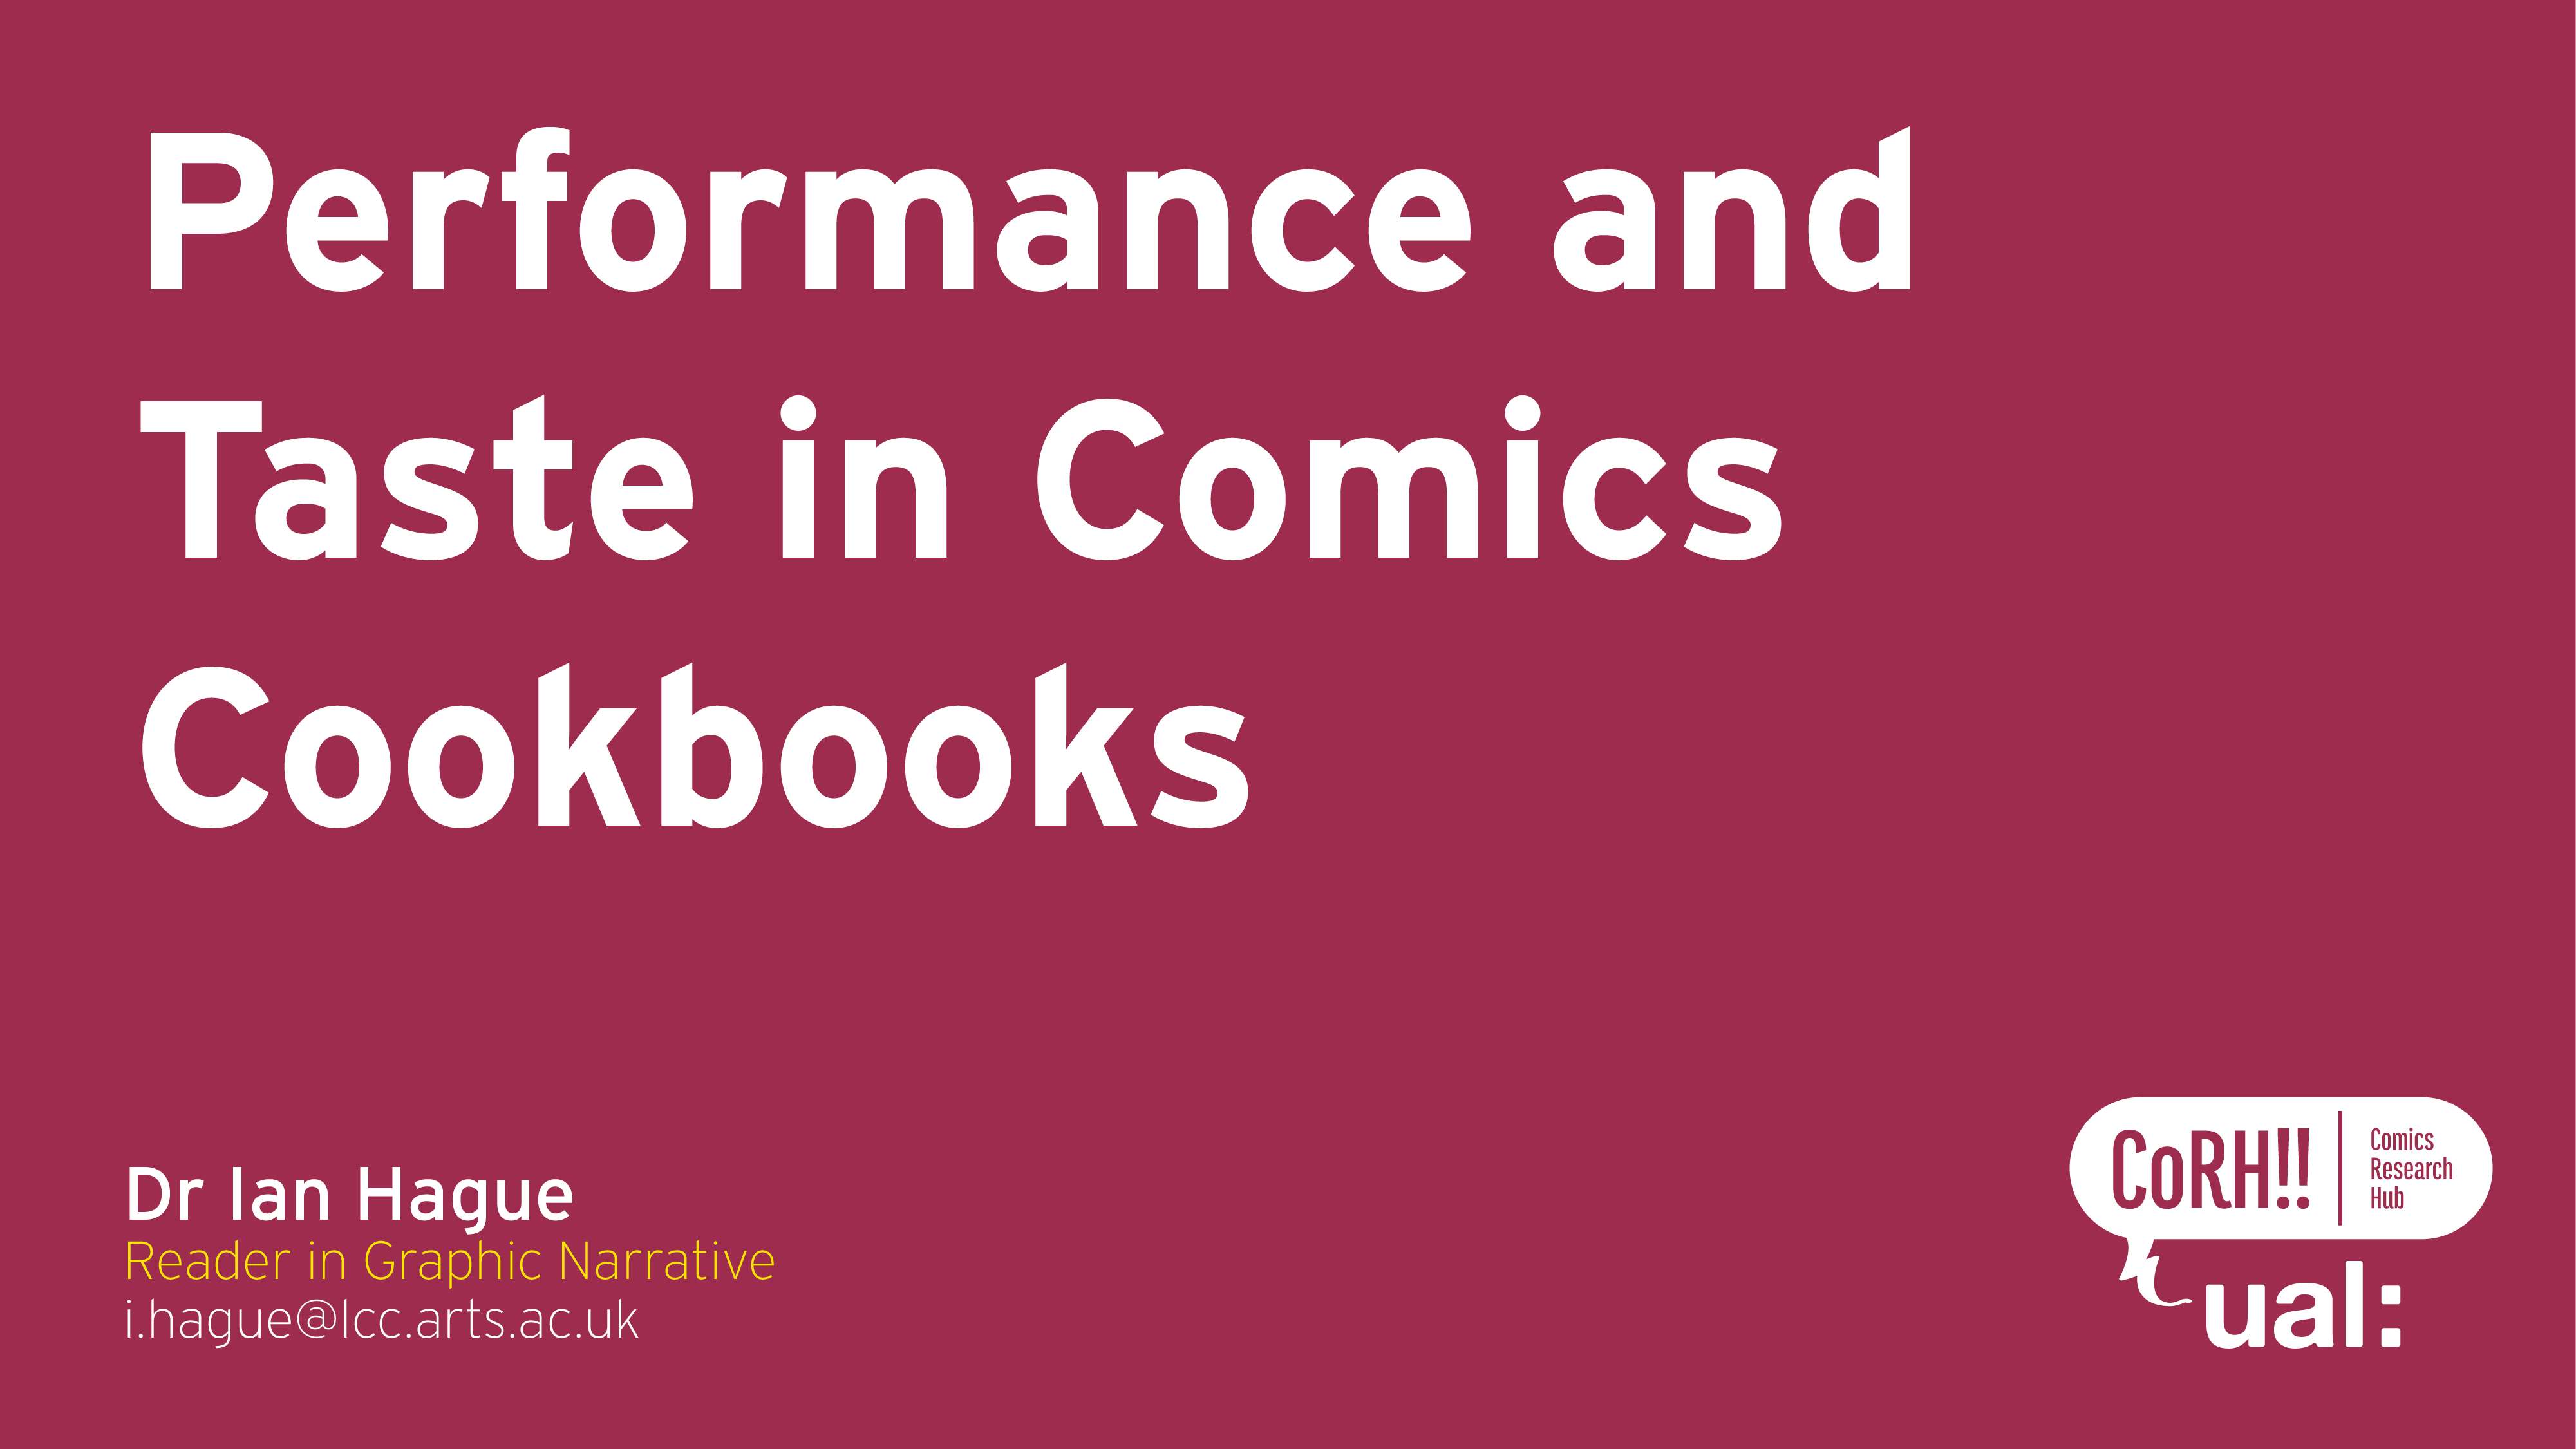 Performance and
Taste in Comics
Cookbooks
Dr Ian Hague
Reader in Graphic Narrative
i.hague@lcc.arts.ac.uk
CoRH!!
Comics
Research
Hub
ual: